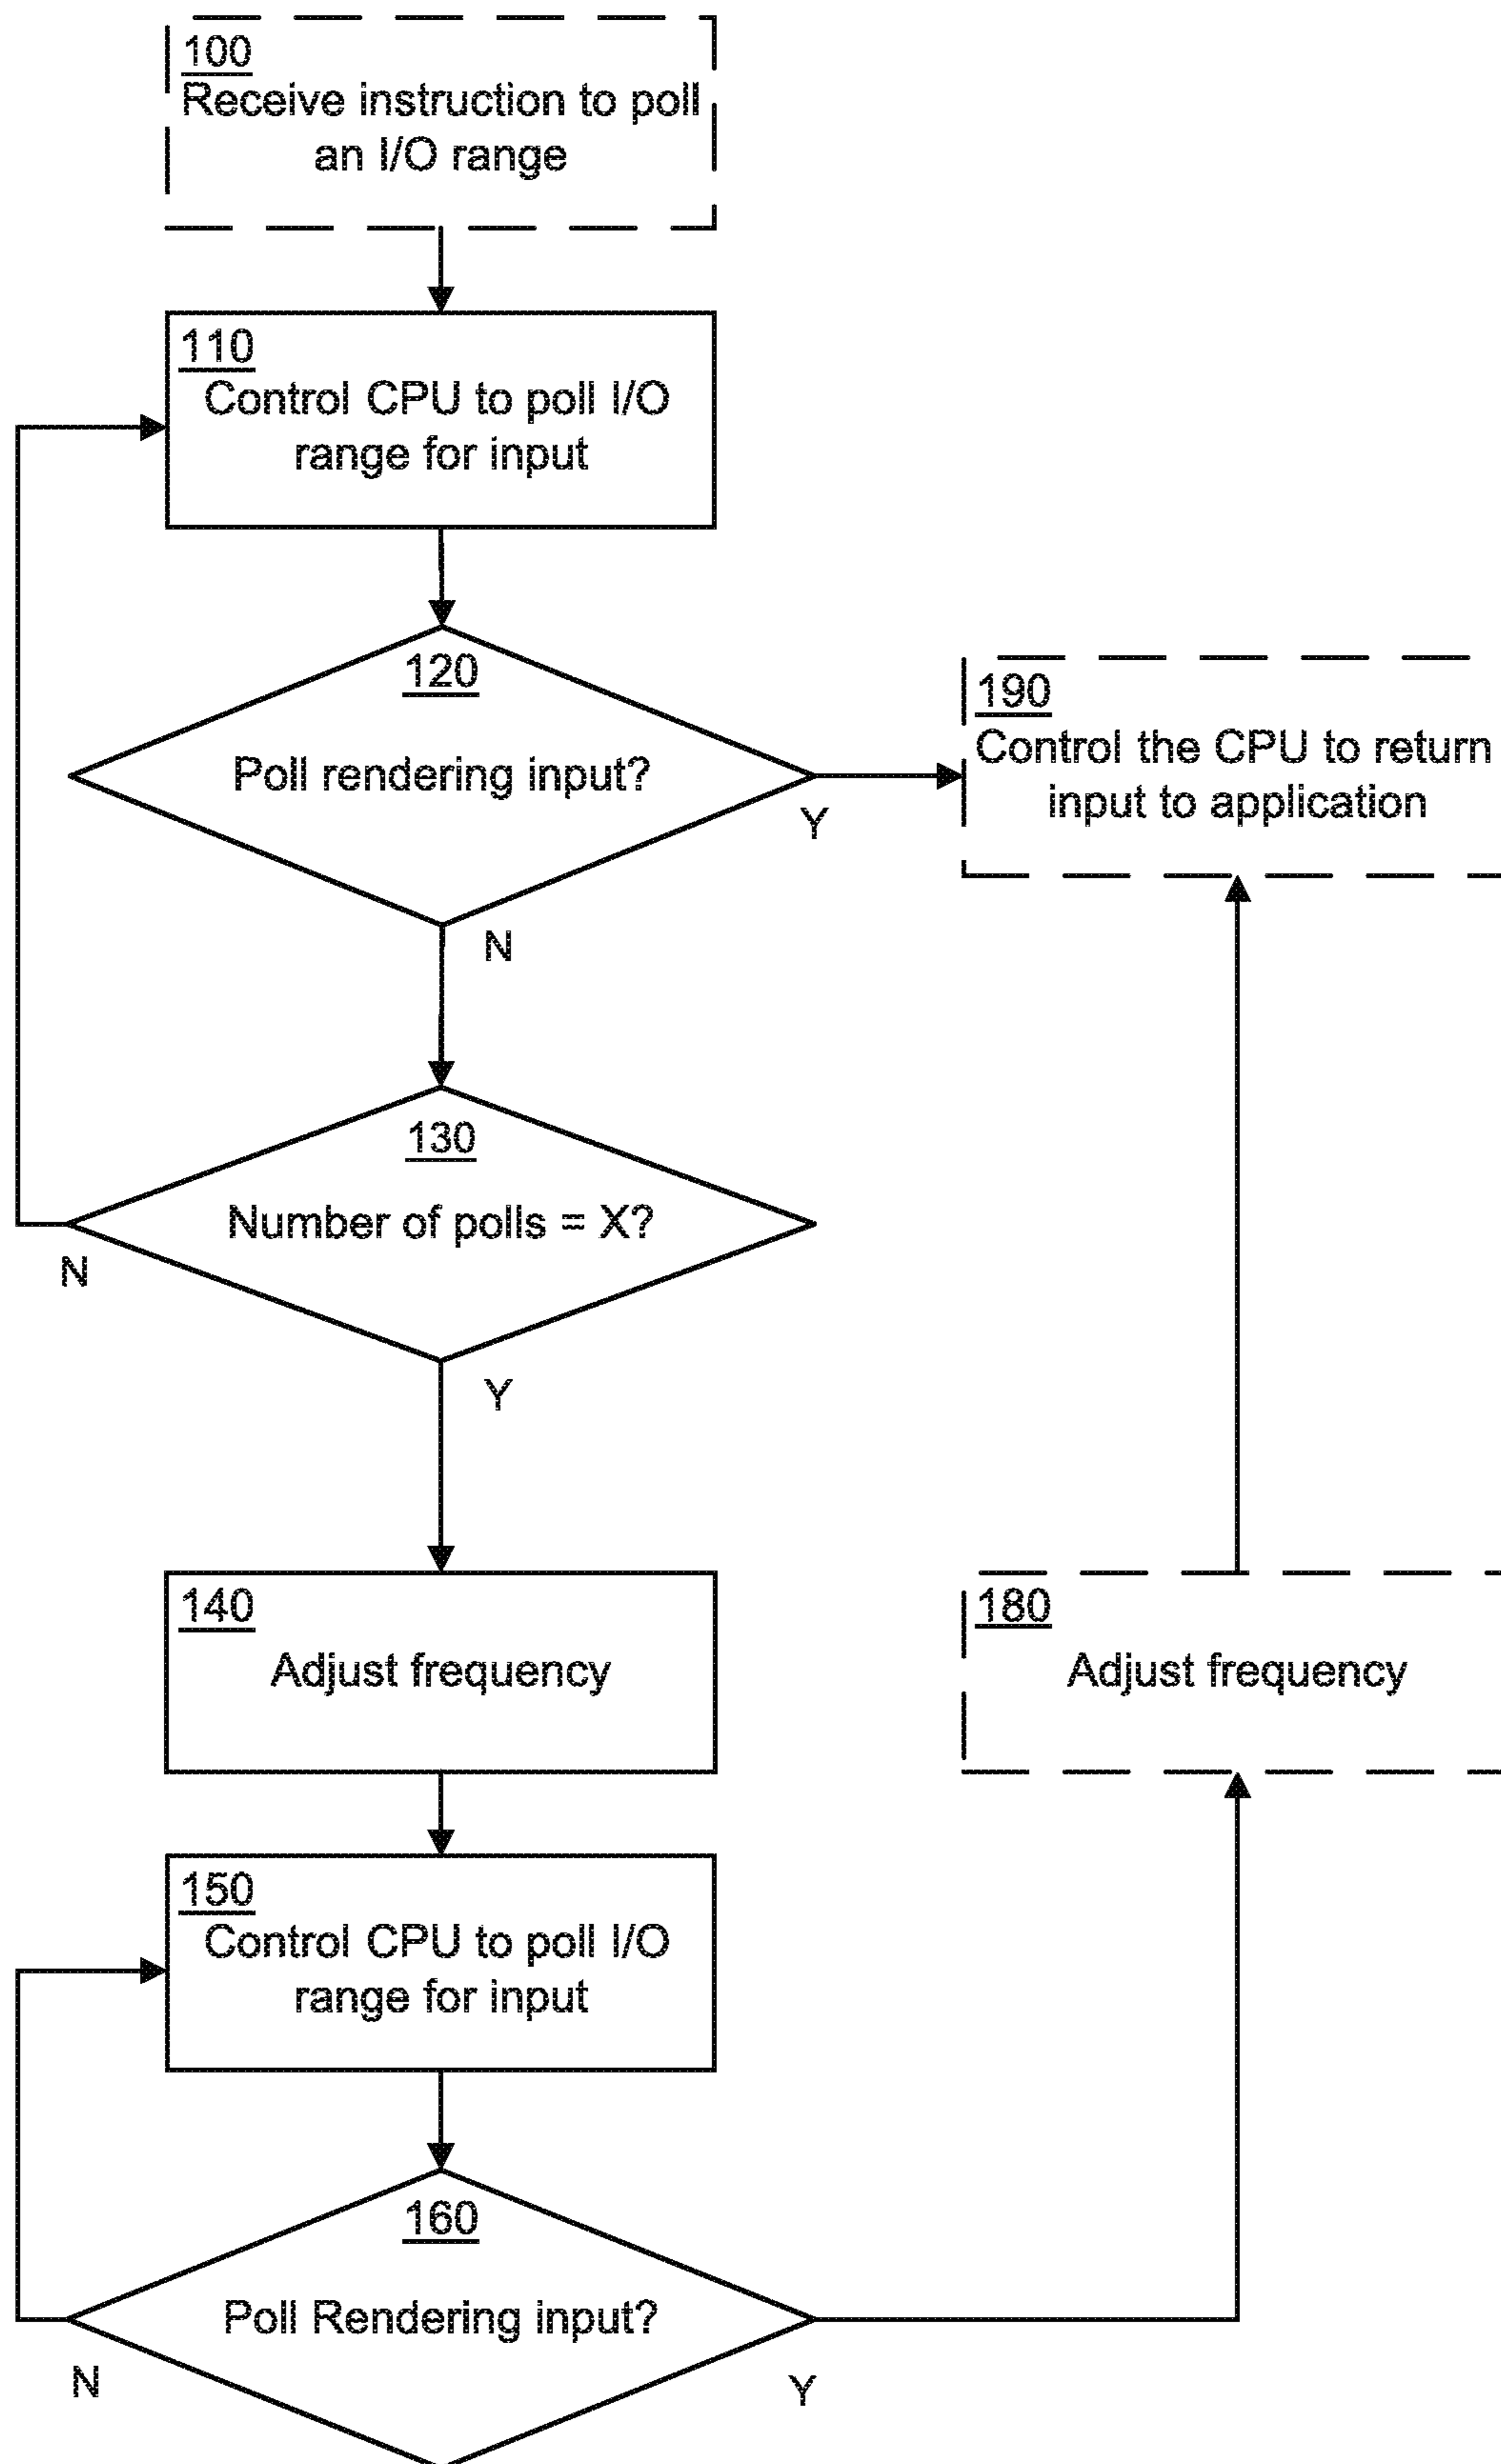 100
Receive instruction to poll
an I/O range
110
Control CPU to poll I/O
range for input
120
Poll rendering input?
Y
N
190
Control the CPU to return
input to application
130
Number of polls = X?
N
Y
140
Adjust frequency
180
Adjust frequency
150
Control CPU to poll I/O
range for input
160
Poll Rendering input?
N
Y